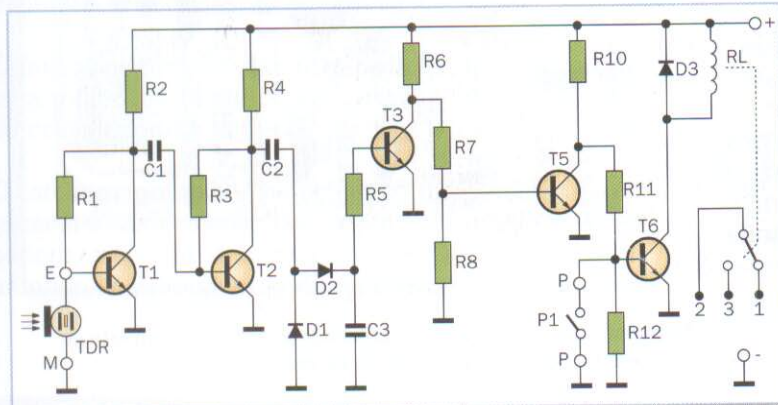 +
R2
R4
R6
R10
D3
RL
T3
R1
C1
R3
C2
R5
R7
T5
R11
E
T1
T2
T6
D2
R8
P
2
3
1
TDR
D1
C3
P1
R12
M
P
-